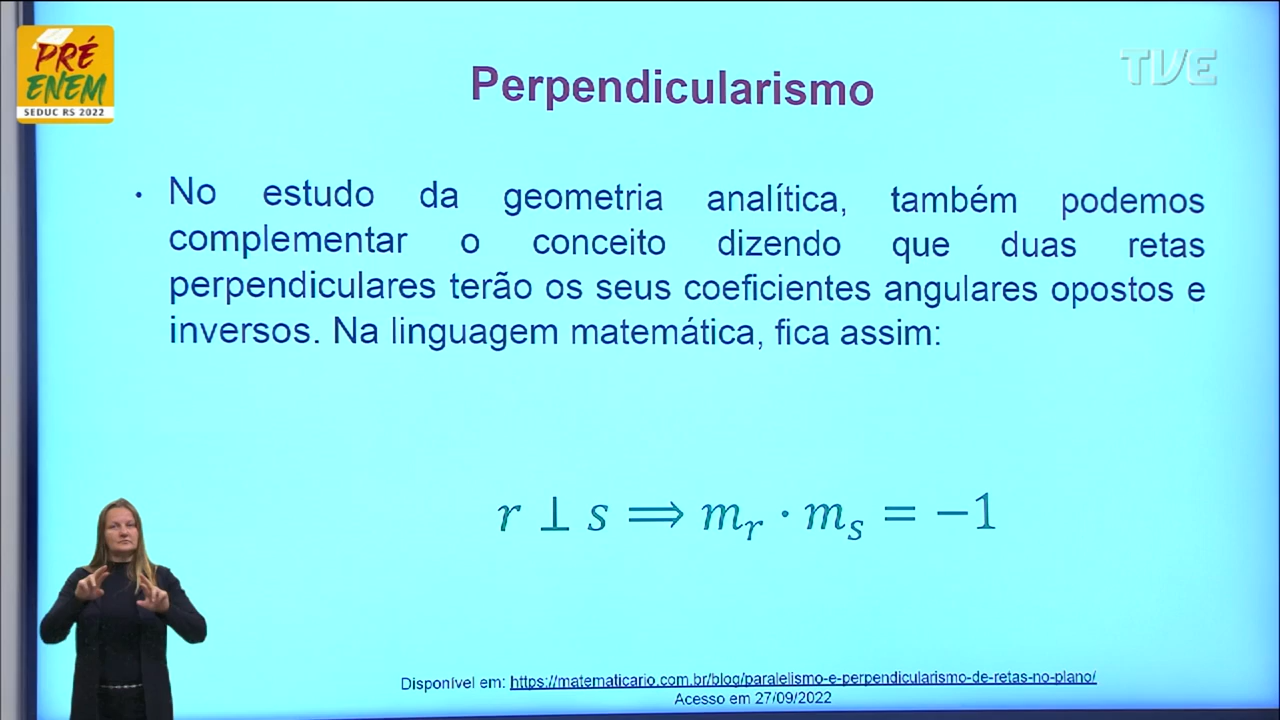 PRÉ
ENEM
SEDUC RS 2022
TVE
Perpendicularismo
• No estudo da geometria analítica, também podemos
complementar o conceito dizendo que duas retas
perpendiculares terão os seus coeficientes angulares opostos e
inversos. Na linguagem matemática, fica assim:
r ⊥ s ⟹ mᵣ · mₛ = −1
Disponível em: https://matematicario.com.br/blog/paralelismo-e-perpendicularismo-de-retas-no-plano/
Acesso em 27/09/2022